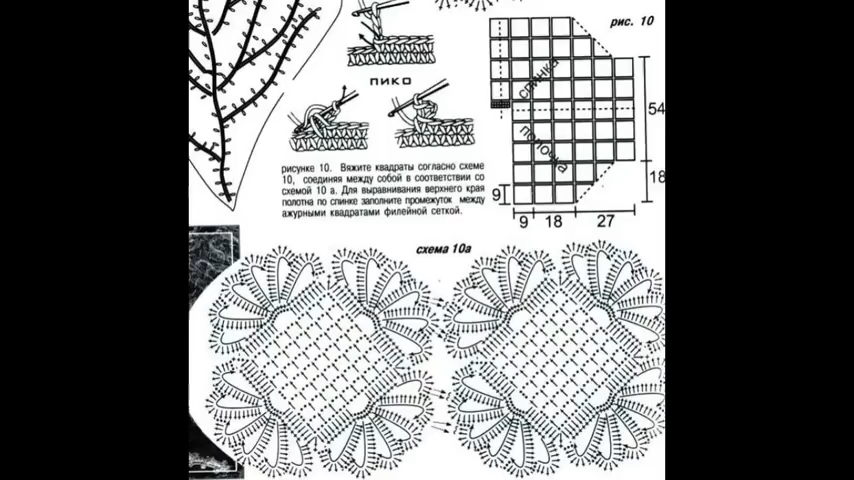 рис. 10
пико
спинка
полочка
54
18
9
9 18 27
рисунке 10. Вяжите квадраты согласно схеме
10, соединяя между собой в соответствии со
схемой 10 а. Для выравнивания верхнего края
полотна по спинке заполните промежуток между
ажурными квадратами филейной сеткой.
схема 10а